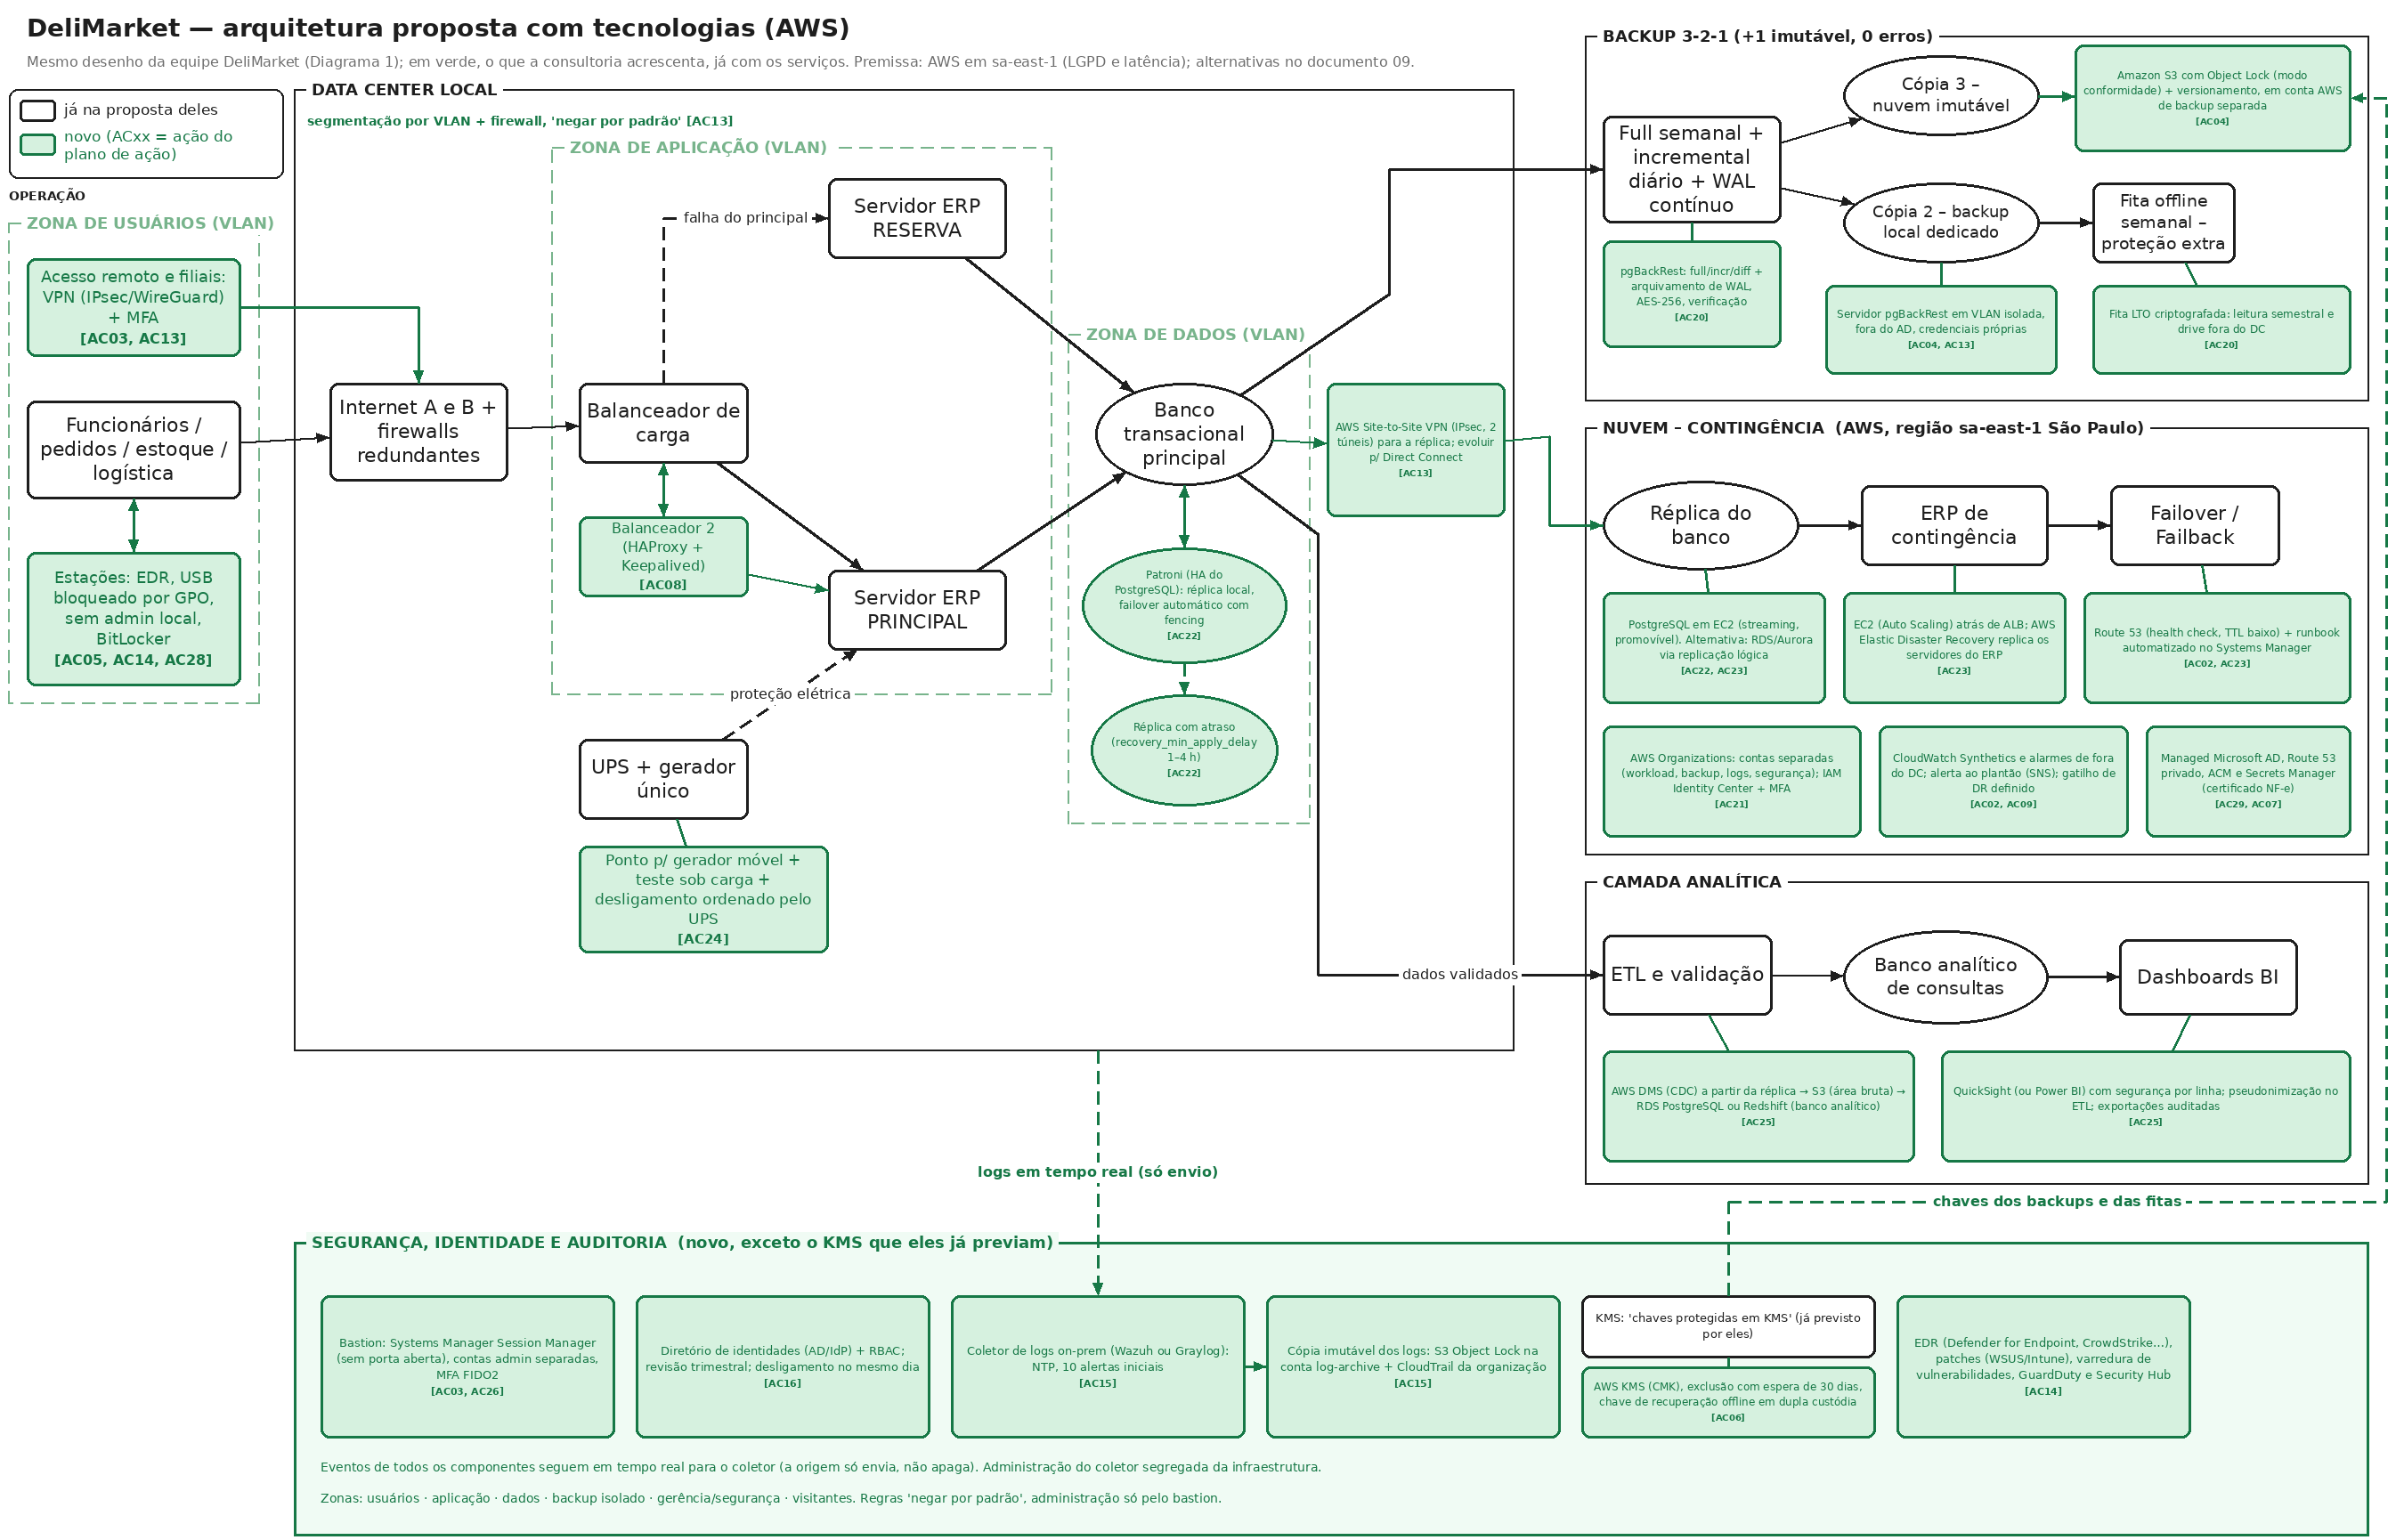 DeliMarket — arquitetura proposta com tecnologias (AWS)
Mesmo desenho da equipe DeliMarket (Diagrama 1); em verde, o que a consultoria acrescenta, já com os serviços. Premissa: AWS em sa-east-1 (LGPD e latência); alternativas no documento 09.
já na proposta deles
novo (ACxx = ação do
plano de ação)
OPERAÇÃO
ZONA DE USUÁRIOS (VLAN)
Acesso remoto e filiais:
VPN (IPsec/WireGuard)
+ MFA
[AC03, AC13]
Funcionários /
pedidos / estoque /
logística
Estações: EDR, USB
bloqueado por GPO,
sem admin local,
BitLocker
[AC05, AC14, AC28]
DATA CENTER LOCAL
segmentação por VLAN + firewall, 'negar por padrão' [AC13]
Internet A e B +
firewalls
redundantes
ZONA DE APLICAÇÃO (VLAN)
falha do principal
Servidor ERP
RESERVA
Balanceador de
carga
Balanceador 2
(HAProxy +
Keepalived)
[AC08]
Servidor ERP
PRINCIPAL
proteção elétrica
UPS + gerador
único
Ponto p/ gerador móvel +
teste sob carga +
desligamento ordenado pelo
UPS
[AC24]
ZONA DE DADOS (VLAN)
Banco
transacional
principal
Patroni (HA do
PostgreSQL): réplica local,
failover automático com
fencing
[AC22]
Réplica com atraso
(recovery_min_apply_delay
1–4 h)
[AC22]
AWS Site-to-Site VPN (IPsec, 2
túneis) para a réplica; evoluir
p/ Direct Connect
[AC13]
dados validados
BACKUP 3-2-1 (+1 imutável, 0 erros)
Full semanal +
incremental
diário + WAL
contínuo
Cópia 3 –
nuvem imutável
Amazon S3 com Object Lock (modo
conformidade) + versionamento, em conta AWS
de backup separada
[AC04]
Cópia 2 – backup
local dedicado
Fita offline
semanal –
proteção extra
pgBackRest: full/incr/diff +
arquivamento de WAL,
AES-256, verificação
[AC20]
Servidor pgBackRest em VLAN isolada,
fora do AD, credenciais próprias
[AC04, AC13]
Fita LTO criptografada: leitura semestral e
drive fora do DC
[AC20]
NUVEM – CONTINGÊNCIA  (AWS, região sa-east-1 São Paulo)
Réplica do
banco
ERP de
contingência
Failover /
Failback
PostgreSQL em EC2 (streaming,
promovível). Alternativa: RDS/Aurora
via replicação lógica
[AC22, AC23]
EC2 (Auto Scaling) atrás de ALB; AWS
Elastic Disaster Recovery replica os
servidores do ERP
[AC23]
Route 53 (health check, TTL baixo) + runbook
automatizado no Systems Manager
[AC02, AC23]
AWS Organizations: contas separadas
(workload, backup, logs, segurança); IAM
Identity Center + MFA
[AC21]
CloudWatch Synthetics e alarmes de fora
do DC; alerta ao plantão (SNS); gatilho de
DR definido
[AC02, AC09]
Managed Microsoft AD, Route 53
privado, ACM e Secrets Manager
(certificado NF-e)
[AC29, AC07]
CAMADA ANALÍTICA
ETL e validação
Banco analítico
de consultas
Dashboards BI
AWS DMS (CDC) a partir da réplica → S3 (área bruta) →
RDS PostgreSQL ou Redshift (banco analítico)
[AC25]
QuickSight (ou Power BI) com segurança por linha; pseudonimização no
ETL; exportações auditadas
[AC25]
logs em tempo real (só envio)
chaves dos backups e das fitas
SEGURANÇA, IDENTIDADE E AUDITORIA  (novo, exceto o KMS que eles já previam)
Bastion: Systems Manager Session Manager
(sem porta aberta), contas admin separadas,
MFA FIDO2
[AC03, AC26]
Diretório de identidades (AD/IdP) + RBAC;
revisão trimestral; desligamento no mesmo dia
[AC16]
Coletor de logs on-prem (Wazuh ou Graylog):
NTP, 10 alertas iniciais
[AC15]
Cópia imutável dos logs: S3 Object Lock na
conta log-archive + CloudTrail da organização
[AC15]
KMS: 'chaves protegidas em KMS' (já previsto
por eles)
AWS KMS (CMK), exclusão com espera de 30 dias,
chave de recuperação offline em dupla custódia
[AC06]
EDR (Defender for Endpoint, CrowdStrike...),
patches (WSUS/Intune), varredura de
vulnerabilidades, GuardDuty e Security Hub
[AC14]
Eventos de todos os componentes seguem em tempo real para o coletor (a origem só envia, não apaga). Administração do coletor segregada da infraestrutura.
Zonas: usuários · aplicação · dados · backup isolado · gerência/segurança · visitantes. Regras 'negar por padrão', administração só pelo bastion.